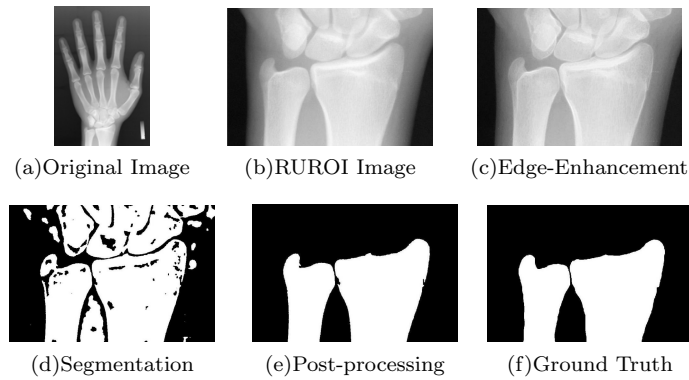 (a)Original Image
(b)RUROI Image
(c)Edge-Enhancement
(d)Segmentation
(e)Post-processing
(f)Ground Truth